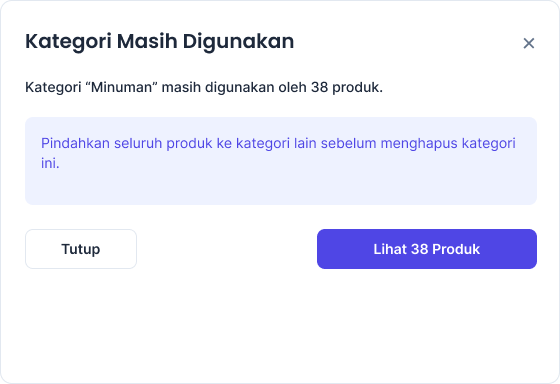 Kategori Masih Digunakan
Kategori “Minuman” masih digunakan oleh 38 produk.
Pindahkan seluruh produk ke kategori lain sebelum menghapus kategori
ini.
Tutup
Lihat 38 Produk